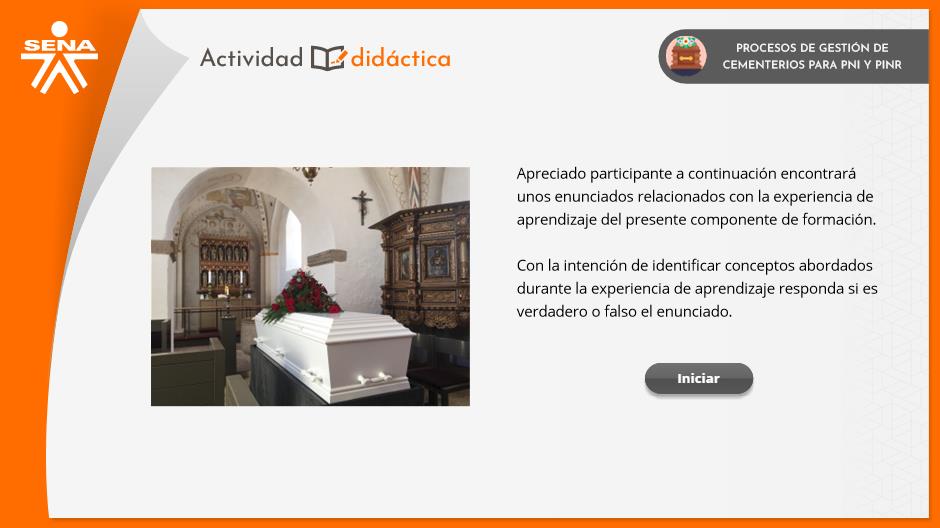 SENA
Actividad didáctica
PROCESOS DE GESTIÓN DE
CEMENTERIOS PARA PNI Y PINR
Apreciado participante a continuación encontrará
unos enunciados relacionados con la experiencia de
aprendizaje del presente componente de formación.
Con la intención de identificar conceptos abordados
durante la experiencia de aprendizaje responda si es
verdadero o falso el enunciado.
Iniciar